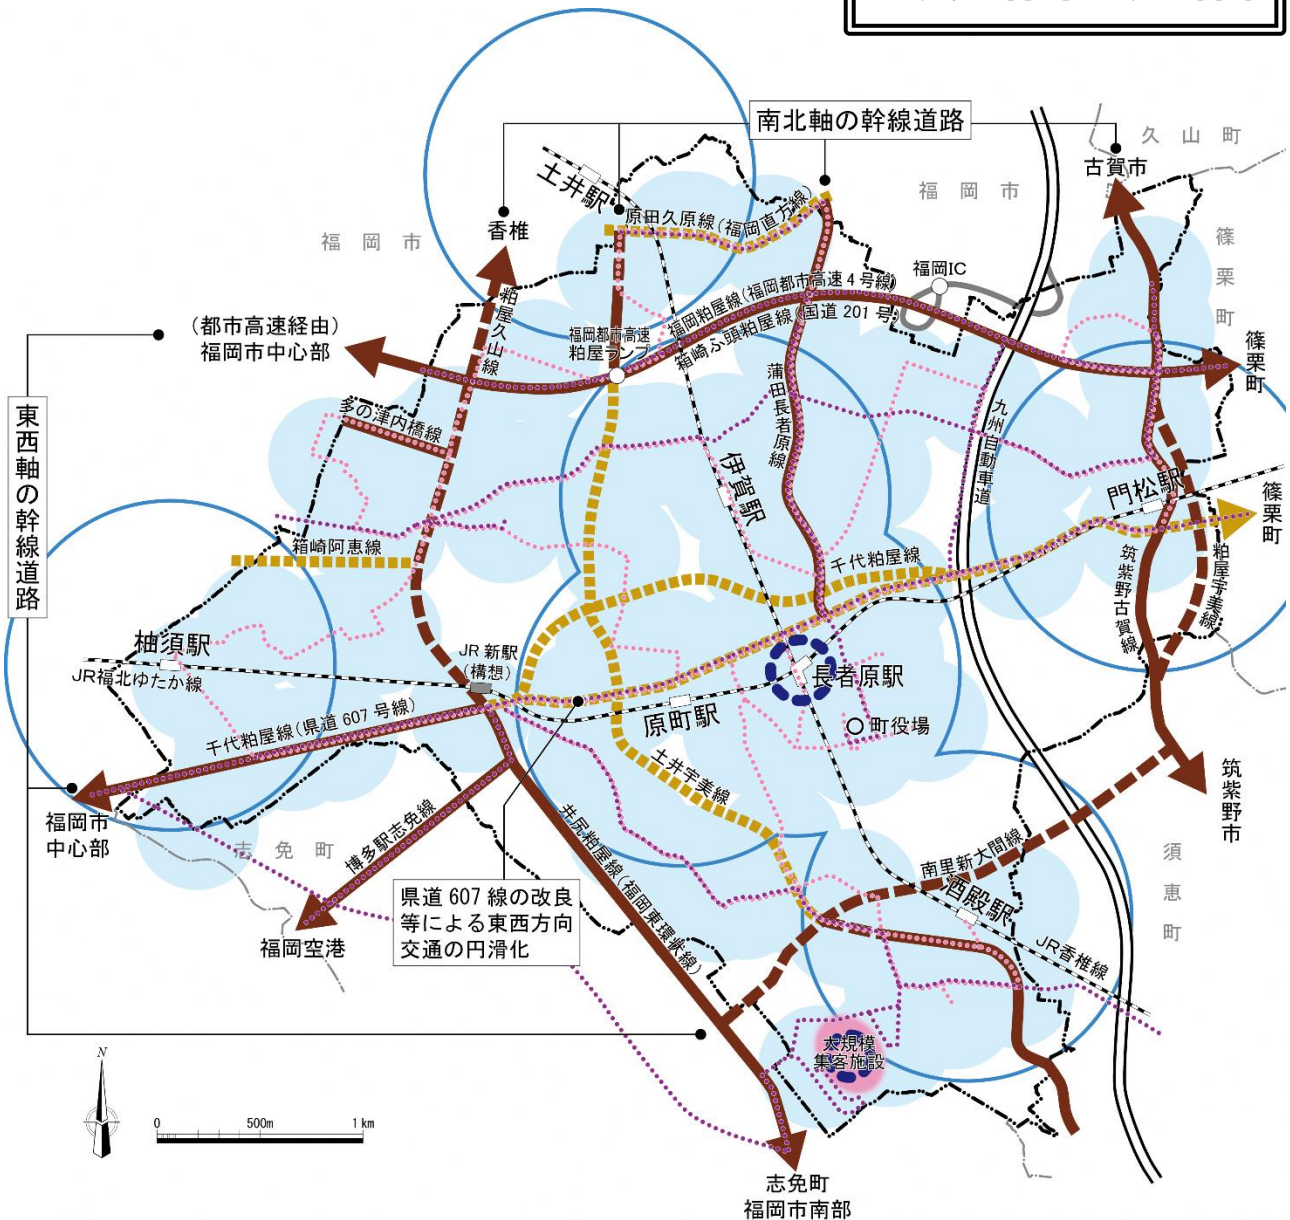 南北軸の幹線道路
久山町
古賀市
福岡市
土井駅
原田久原線(福岡直方線)
香椎
福岡市
篠栗町
福岡IC
粕屋久山線
福岡都市高速
粕屋ランプ
福岡粕屋線(福岡都市高速4号線)
箱崎ふ頭粕屋線(国道201号)
(都市高速経由)
福岡市中心部
篠栗町
蒲田長者原線
東西軸の幹線道路
多の津内橋線
九州自動車道
伊賀駅
門松駅
篠栗町
箱崎阿恵線
千代粕屋線
筑紫野古賀線
粕屋宇美線
柚須駅
JR福北ゆたか線
JR新駅
(構想)
長者原駅
原町駅
町役場
千代粕屋線(県道607号線)
土井宇美線
筑紫野市
福岡市
中心部
志免町
博多駅志免線
井尻粕屋線(福岡東環状線)
南里新大間線
須恵町
県道607線の改良
等による東西方向
交通の円滑化
酒殿駅
福岡空港
JR香椎線
大規模
集客施設
N
0 500m 1km
志免町
福岡市南部